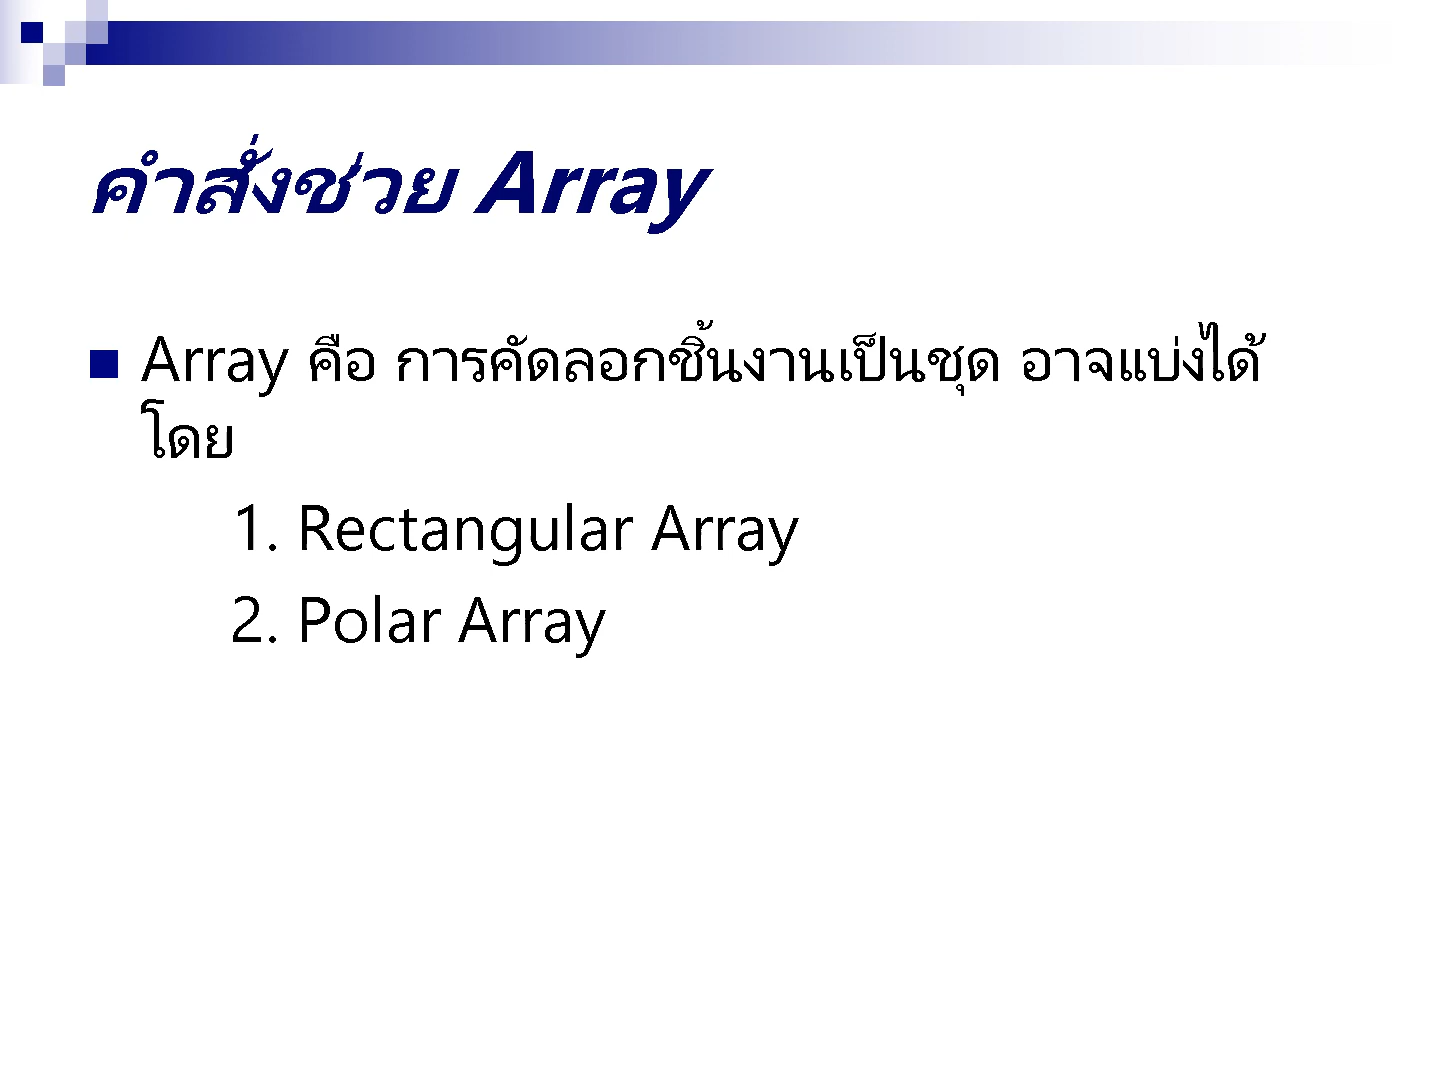 คำสั่งช่วย Array
Array คือ การคัดลอกชิ้นงานเป็นชุด อาจแบ่งได้
โดย
1. Rectangular Array
2. Polar Array